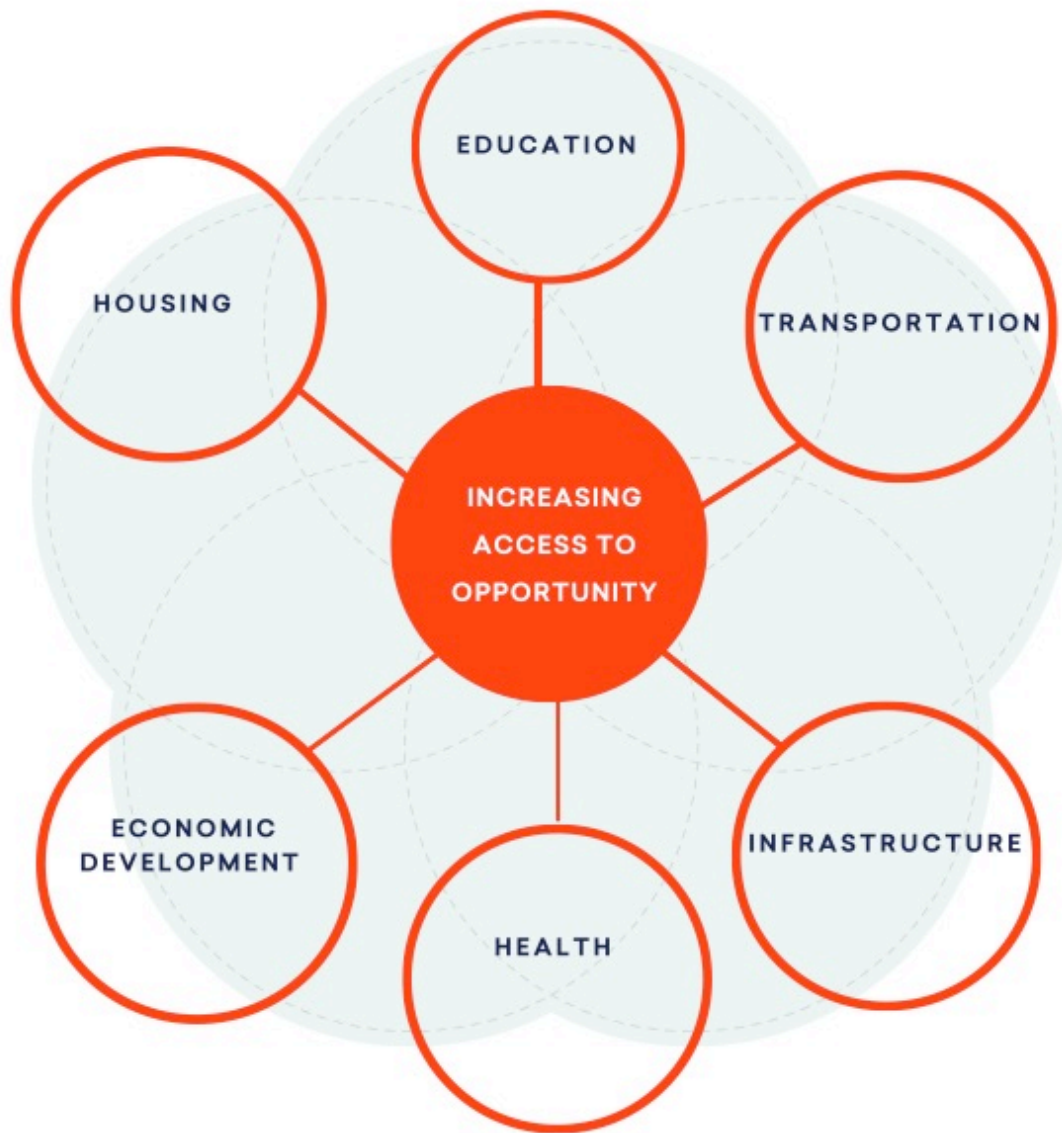 EDUCATION
HOUSING
TRANSPORTATION
INCREASING
ACCESS TO
OPPORTUNITY
ECONOMIC
DEVELOPMENT
INFRASTRUCTURE
HEALTH